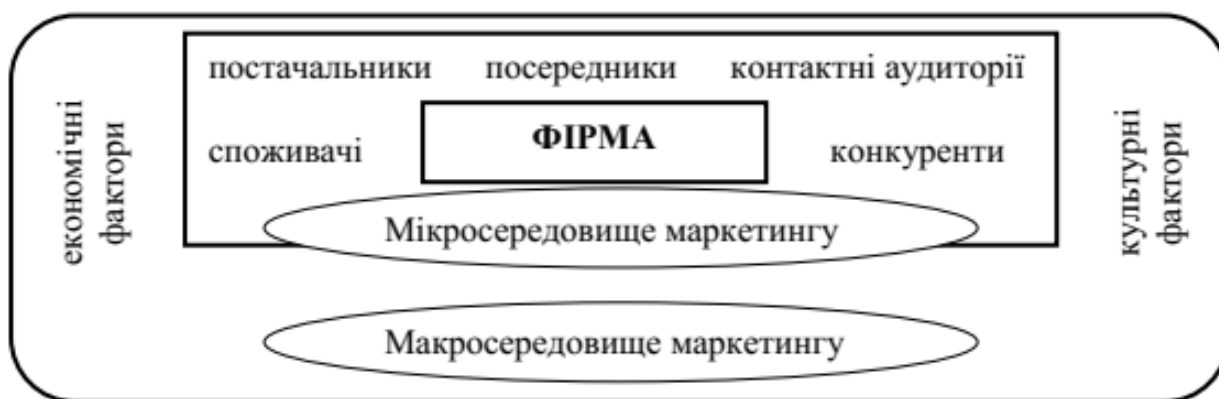 постачальники посередники контактні аудиторії
економічні
фактори
споживачі
ФІРМА
конкуренти
культурні
фактори
Мікросередовище маркетингу
Макросередовище маркетингу